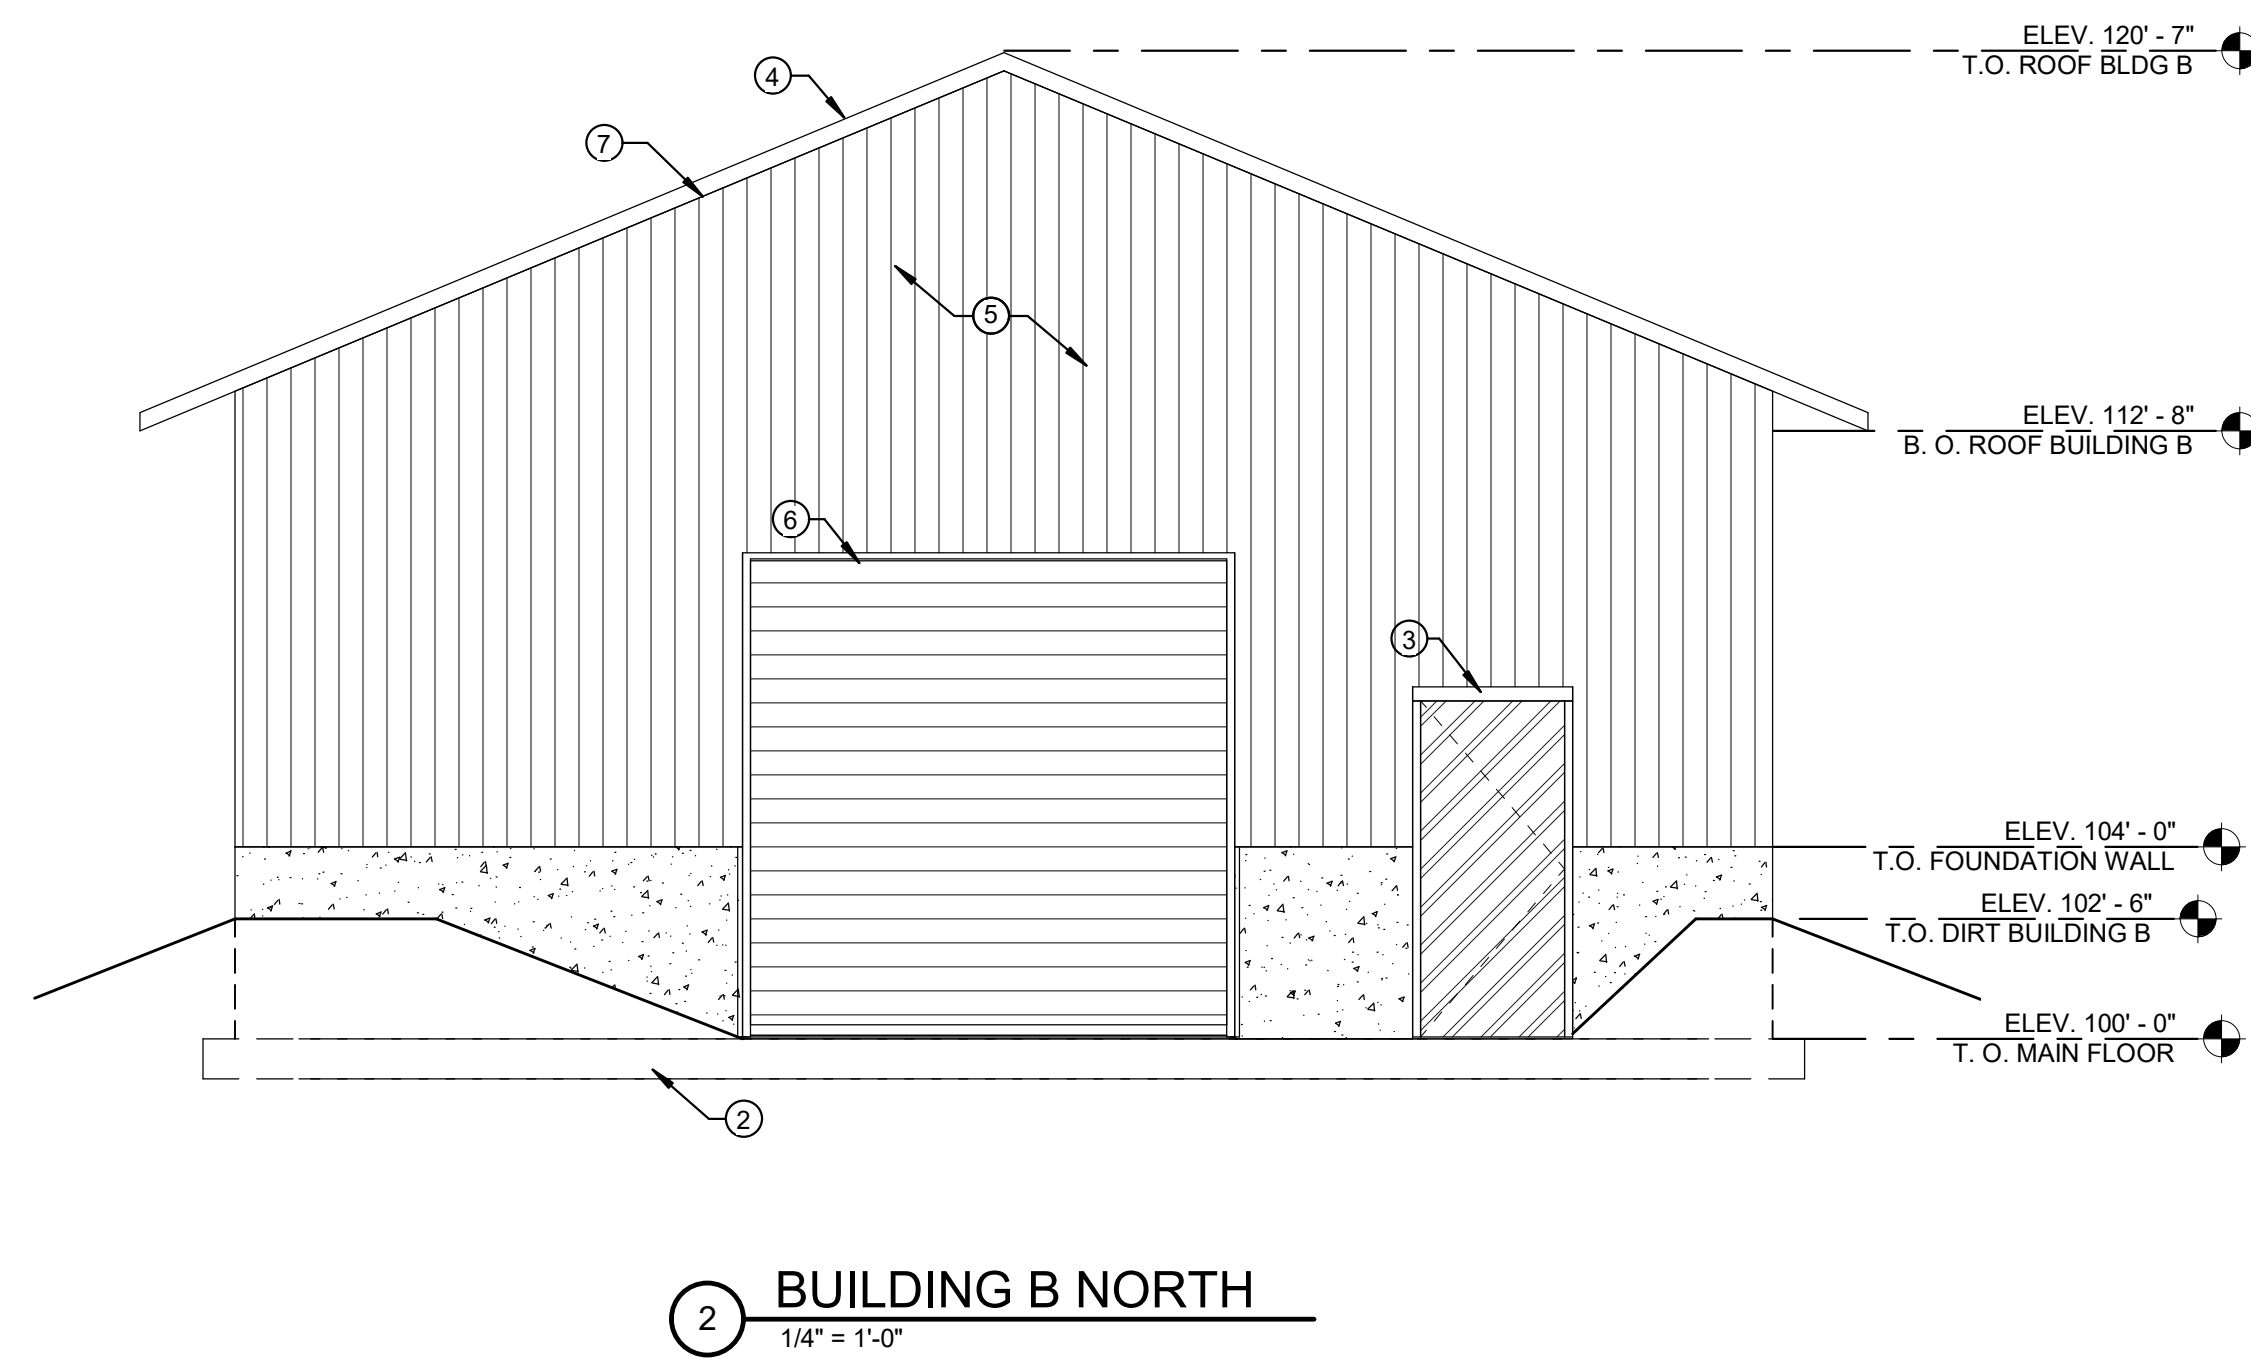 ELEV. 120' - 7"
T.O. ROOF BLDG B
4
7
5
ELEV. 112' - 8"
B. O. ROOF BUILDING B
6
3
ELEV. 104' - 0"
T.O. FOUNDATION WALL
ELEV. 102' - 6"
T.O. DIRT BUILDING B
ELEV. 100' - 0"
T. O. MAIN FLOOR
2
2
BUILDING B NORTH
1/4" = 1'-0"